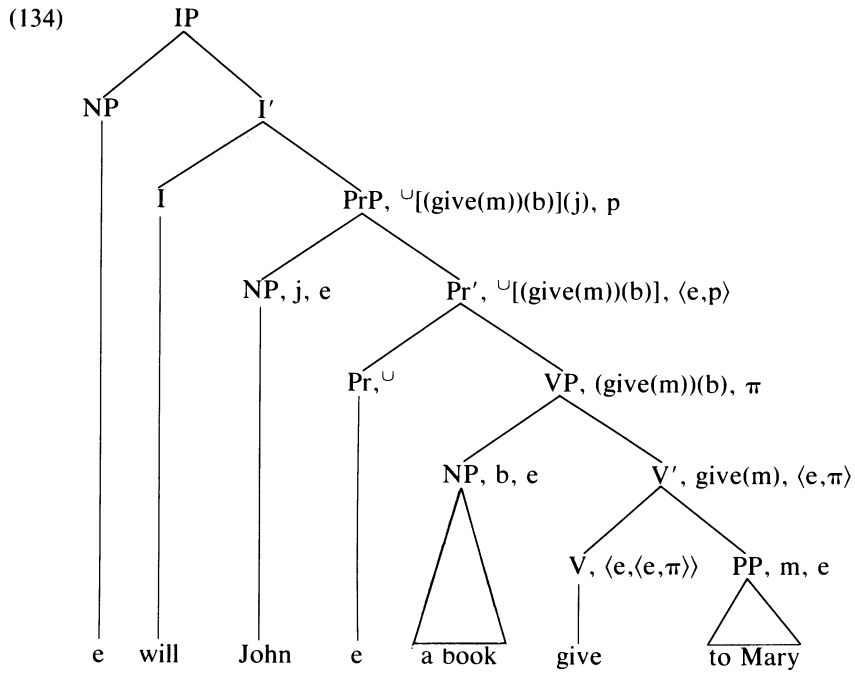 (134) IP
NP I′
I PrP, ∪[(give(m))(b)](j), p
NP, j, e Pr′, ∪[(give(m))(b)], ⟨e,p⟩
Pr,∪ VP, (give(m))(b), π
NP, b, e V′, give(m), ⟨e,π⟩
V, ⟨e,⟨e,π⟩⟩ PP, m, e
e will John e a book give to Mary